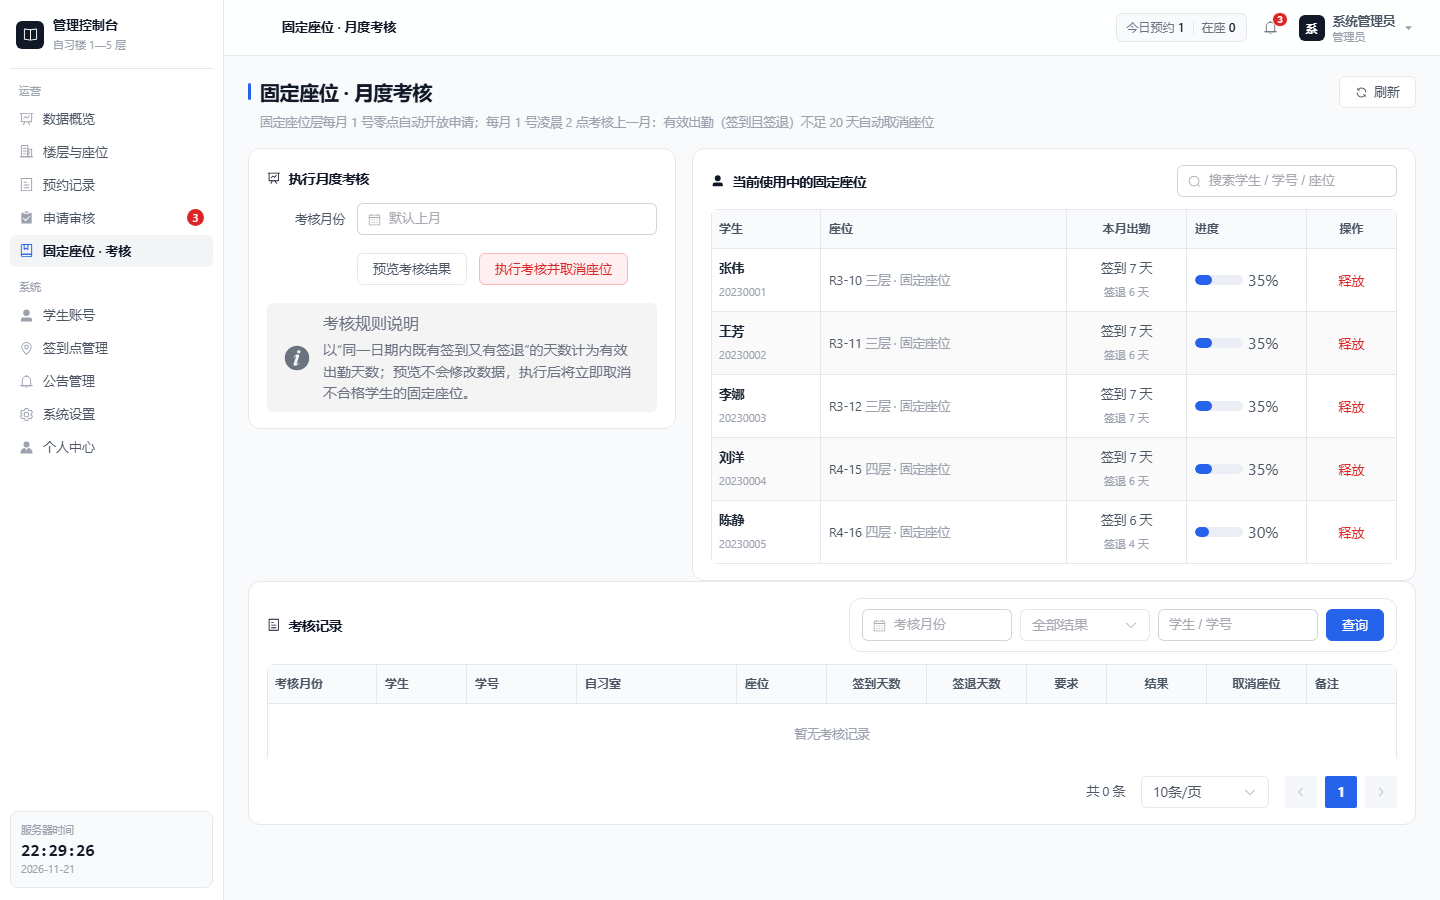 管理控制台
自习楼 1—5 层
运营
数据概览
楼层与座位
预约记录
申请审核
3
固定座位 · 考核
系统
学生账号
签到点管理
公告管理
系统设置
个人中心
服务器时间
22:29:26
2026-11-21
固定座位 · 月度考核
今日预约 1
在座 0
3
系
系统管理员
管理员
固定座位 · 月度考核
固定座位层每月 1 号零点自动开放申请；每月 1 号凌晨 2 点考核上一月：有效出勤（签到且签退）不足 20 天自动取消座位
刷新
执行月度考核
考核月份
默认上月
预览考核结果
执行考核并取消座位
考核规则说明
以“同一日期内既有签到又有签退”的天数计为有效
出勤天数；预览不会修改数据，执行后将立即取消
不合格学生的固定座位。
当前使用中的固定座位
搜索学生 / 学号 / 座位
学生 座位 本月出勤 进度 操作
张伟
20230001
R3-10 三层 · 固定座位
签到 7 天
签退 6 天
35%
释放
王芳
20230002
R3-11 三层 · 固定座位
签到 7 天
签退 6 天
35%
释放
李娜
20230003
R3-12 三层 · 固定座位
签到 7 天
签退 7 天
35%
释放
刘洋
20230004
R4-15 四层 · 固定座位
签到 7 天
签退 6 天
35%
释放
陈静
20230005
R4-16 四层 · 固定座位
签到 6 天
签退 4 天
30%
释放
考核记录
考核月份
全部结果
学生 / 学号
查询
考核月份 学生 学号 自习室 座位 签到天数 签退天数 要求 结果 取消座位 备注
暂无考核记录
共 0 条
10条/页
1